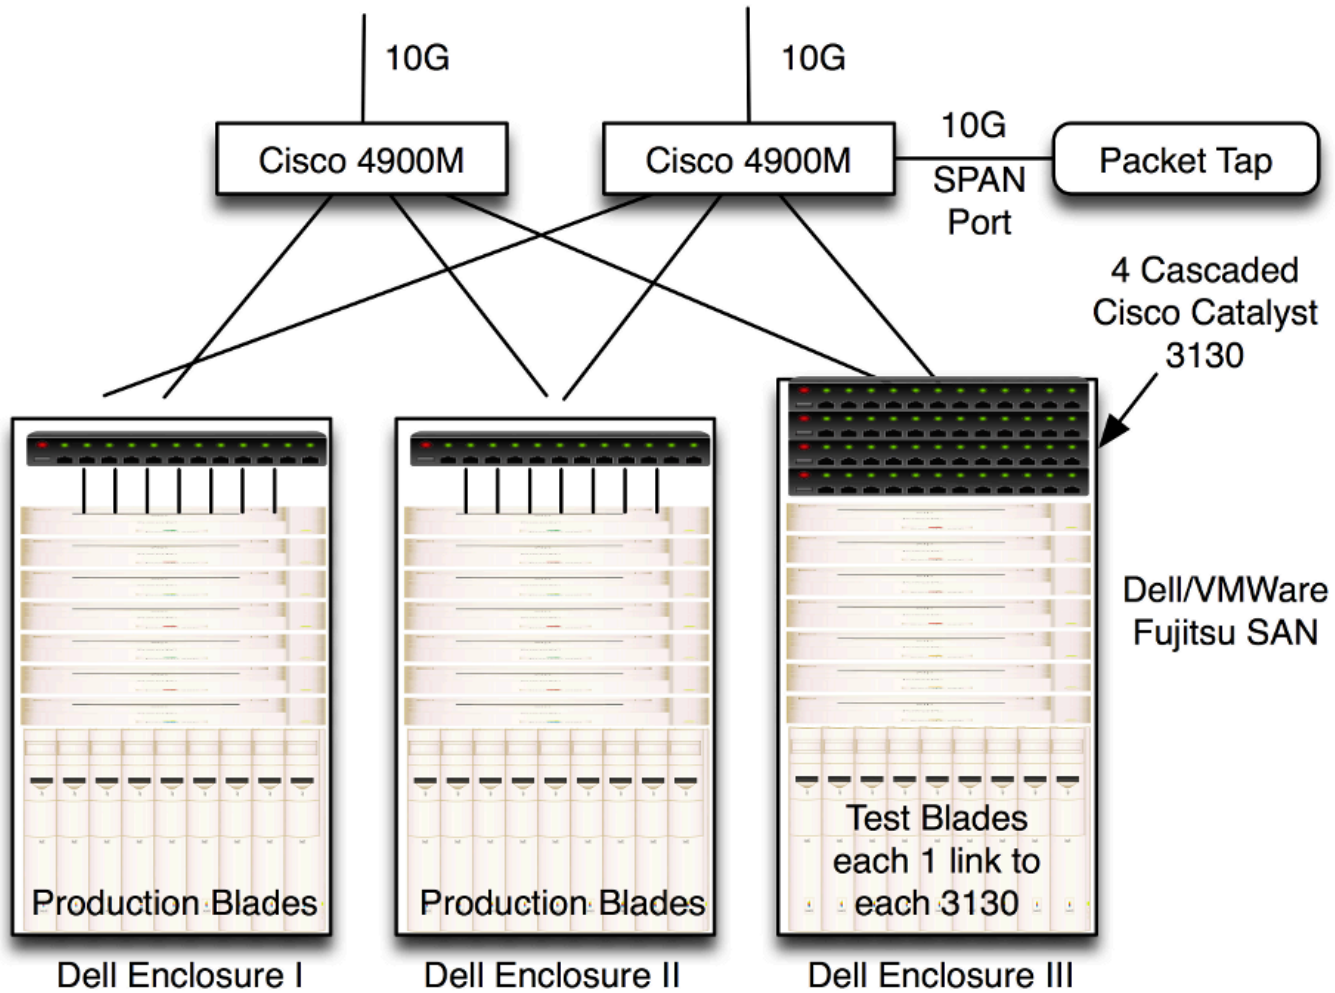 10G
10G
Cisco 4900M
Cisco 4900M
10G
SPAN
Port
Packet Tap
4 Cascaded
Cisco Catalyst
3130
Dell/VMWare
Fujitsu SAN
Production Blades
Production Blades
Test Blades
each 1 link to
each 3130
Dell Enclosure I
Dell Enclosure II
Dell Enclosure III